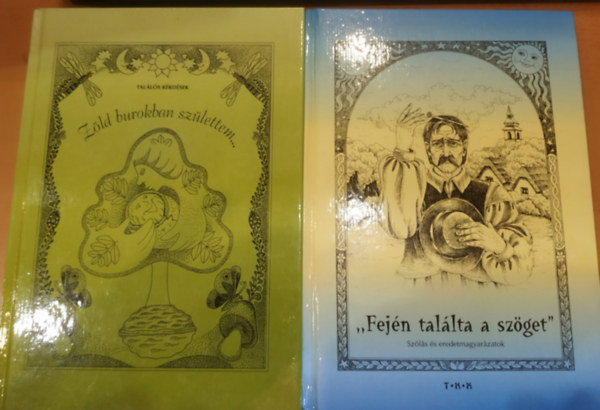 TALÁLÓS KÉRDÉSEK
Zöld burokban születtem...
,,Fején találta a szöget"
Szólás és eredetmagyarázatok
T•K•K